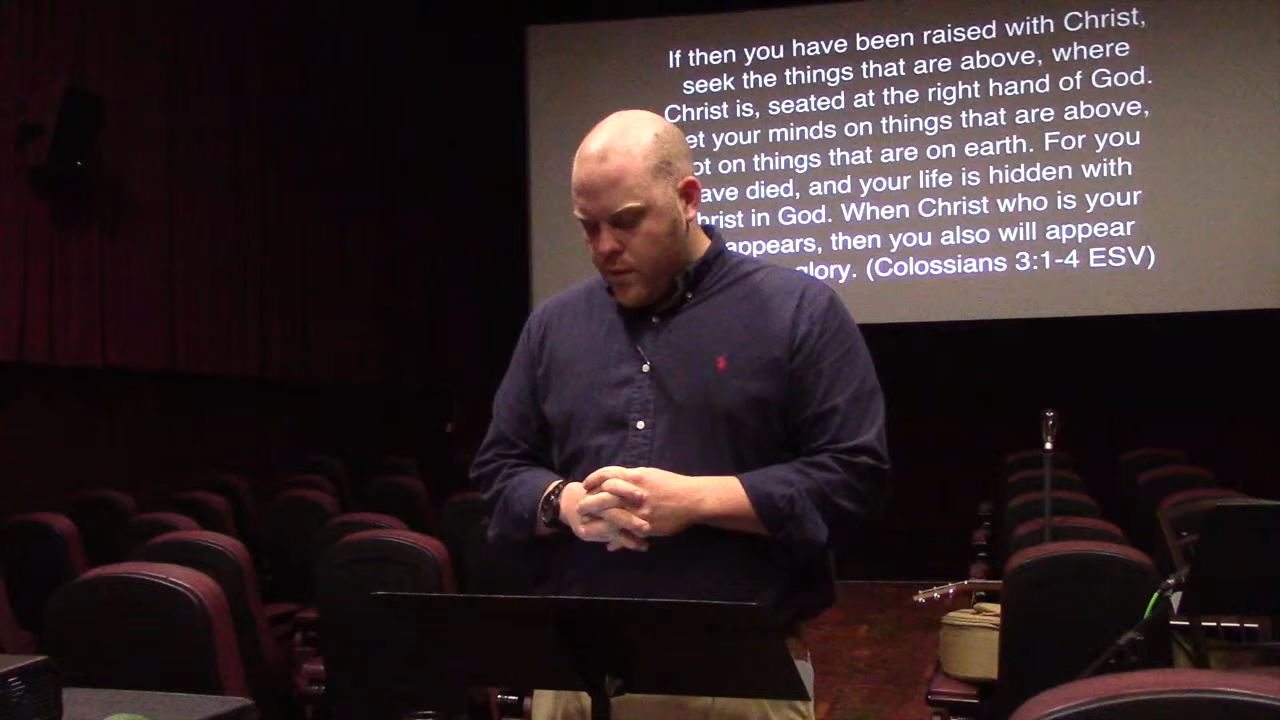 If then you have been raised with Christ,
seek the things that are above, where
Christ is, seated at the right hand of God.
et your minds on things that are above,
ot on things that are on earth. For you
ave died, and your life is hidden with
hrist in God. When Christ who is your
appears, then you also will appear
glory. (Colossians 3:1-4 ESV)